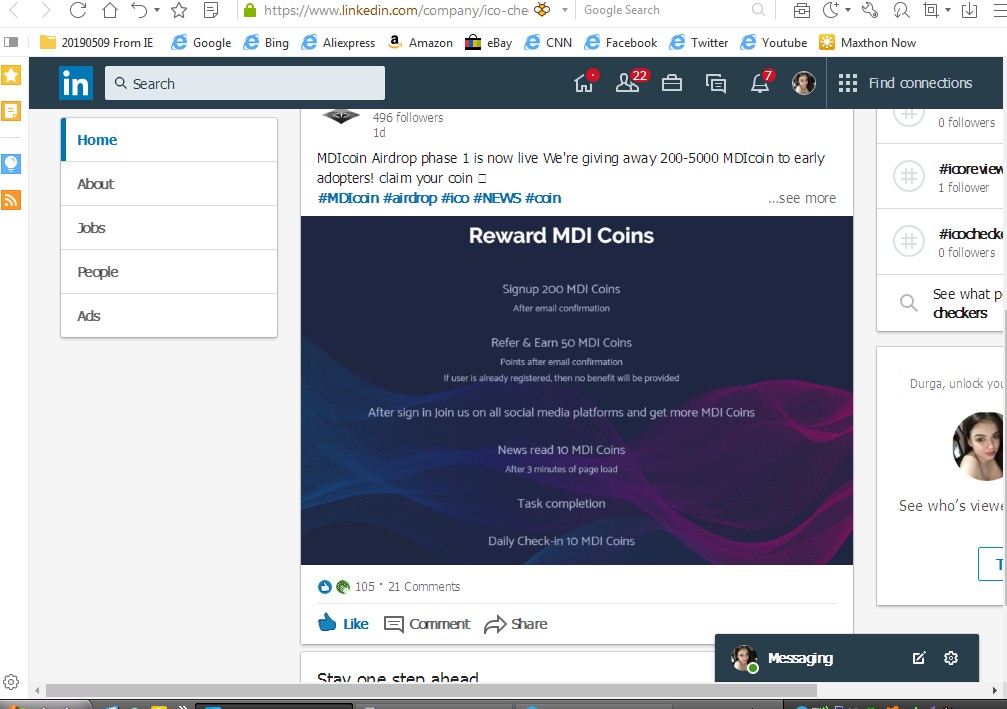 https://www.linkedin.com/company/ico-che
Google Search
20190509 From IE
Google
Bing
Aliexpress
Amazon
eBay
CNN
Facebook
Twitter
Youtube
Maxthon Now
in
Search
22
7
Find connections
Home
About
Jobs
People
Ads
496 followers
1d
MDIcoin Airdrop phase 1 is now live We're giving away 200-5000 MDIcoin to early
adopters! claim your coin
#MDIcoin #airdrop #ico #NEWS #coin
...see more
Reward MDI Coins
Signup 200 MDI Coins
After email confirmation
Refer & Earn 50 MDI Coins
Points after email confirmation
If user is already registered, then no benefit will be provided
After sign in Join us on all social media platforms and get more MDI Coins
News read 10 MDI Coins
After 3 minutes of page load
Task completion
Daily Check-in 10 MDI Coins
105 · 21 Comments
Like
Comment
Share
Stay one step ahead
0 followers
#icoreview
1 follower
#icochecke
0 followers
See what p
checkers
Durga, unlock you
See who's viewe
T
Messaging